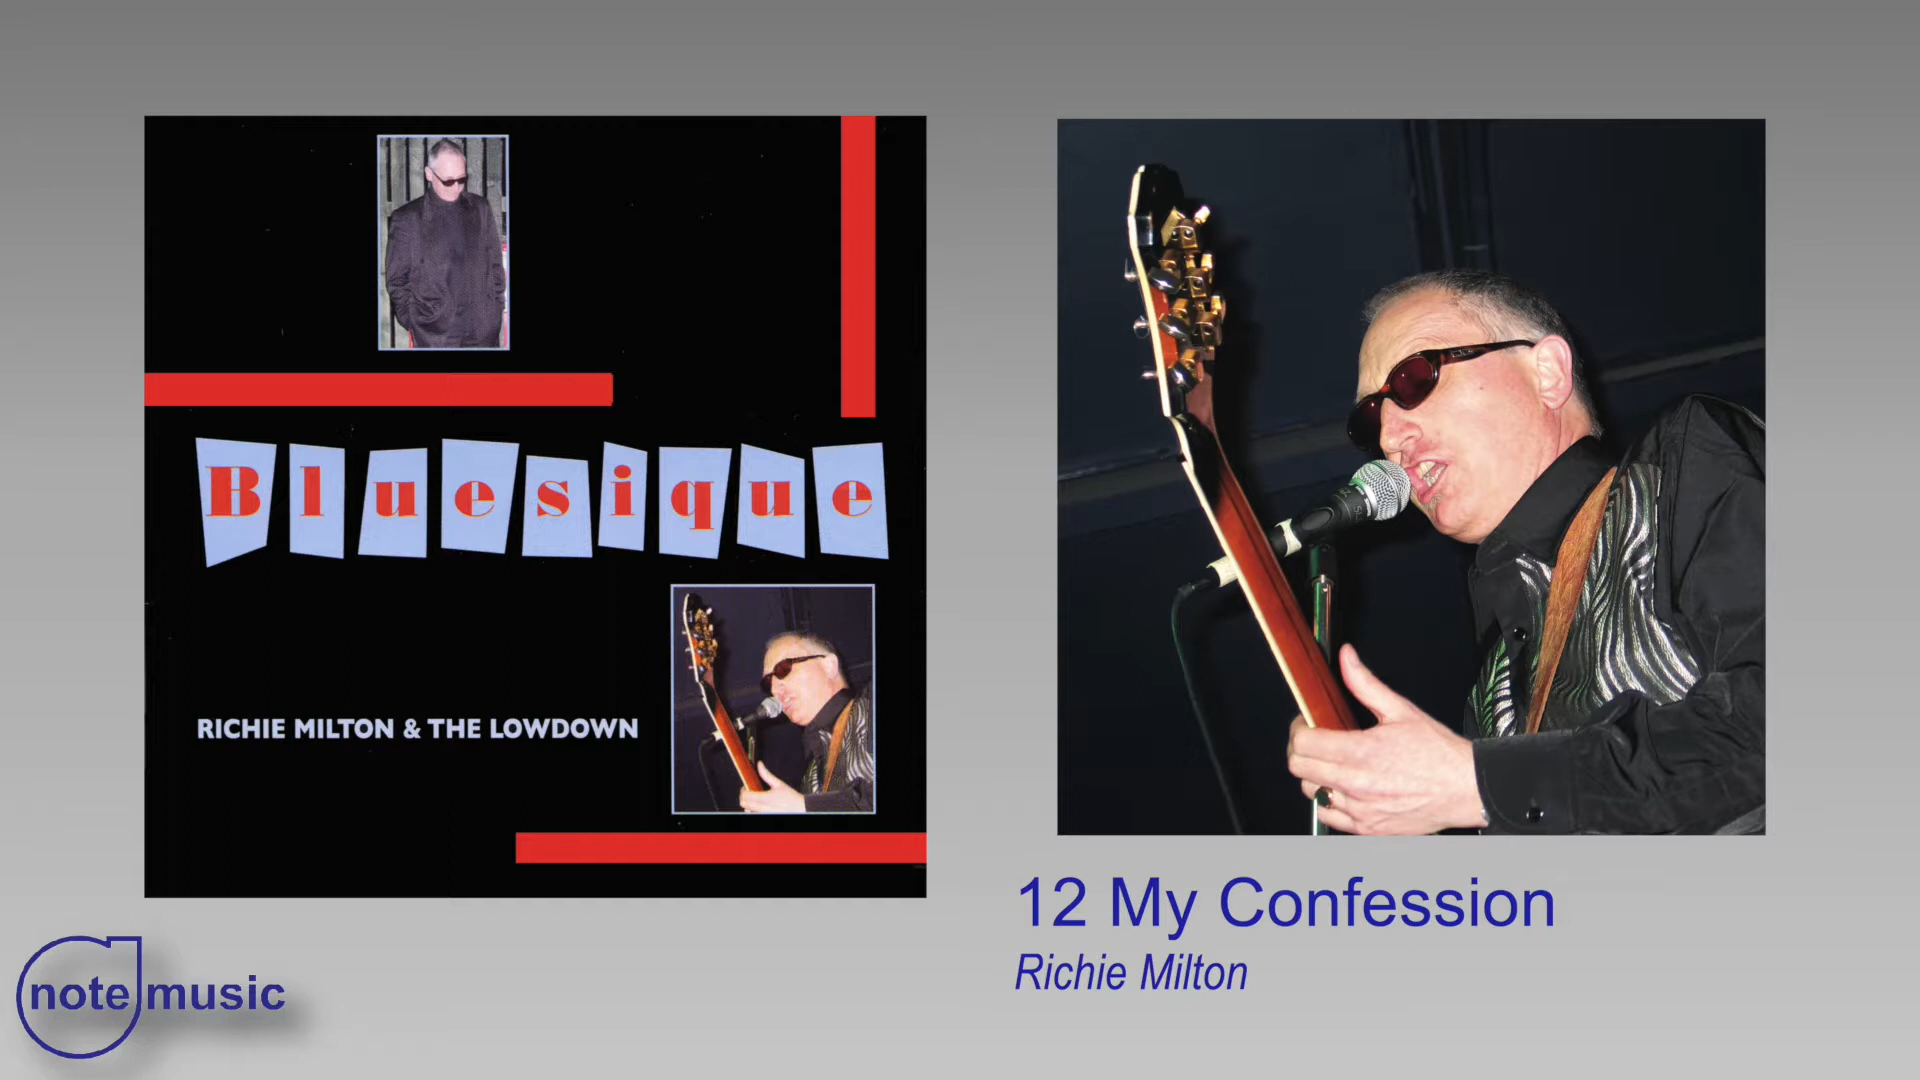 Bluesique
RICHIE MILTON & THE LOWDOWN
12 My Confession
Richie Milton
note music